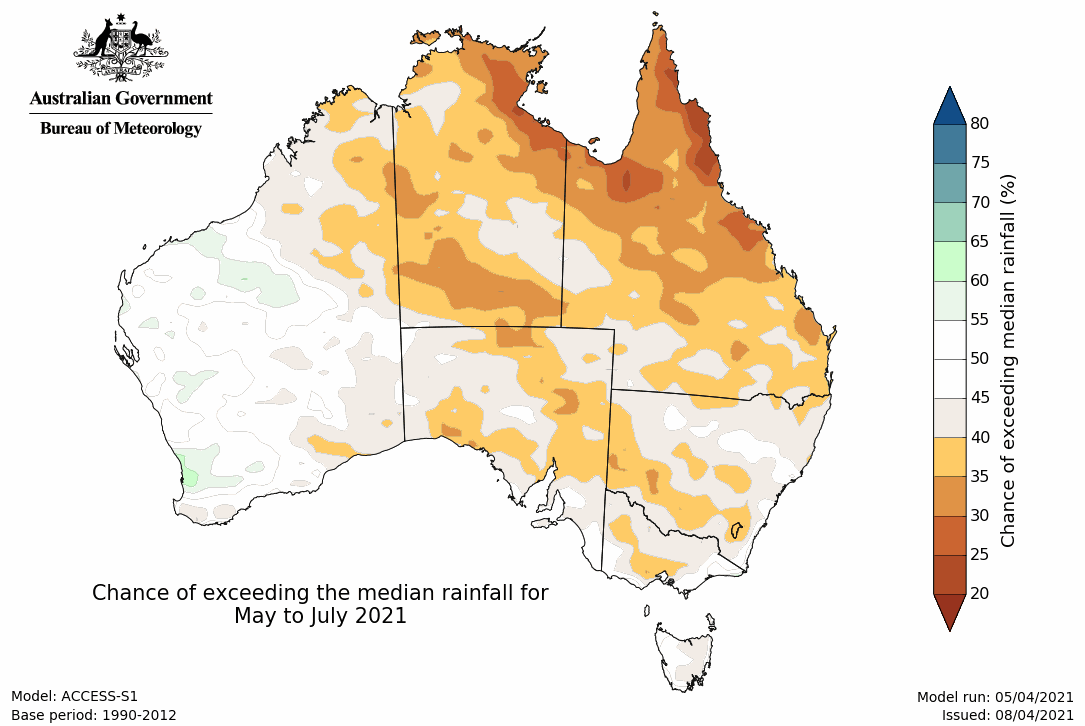 Australian Government
Bureau of Meteorology
80
75
70
65
60
55
50
45
40
35
30
25
20
Chance of exceeding median rainfall (%)
Chance of exceeding the median rainfall for
May to July 2021
Model: ACCESS-S1
Base period: 1990-2012
Model run: 05/04/2021
Issued: 08/04/2021